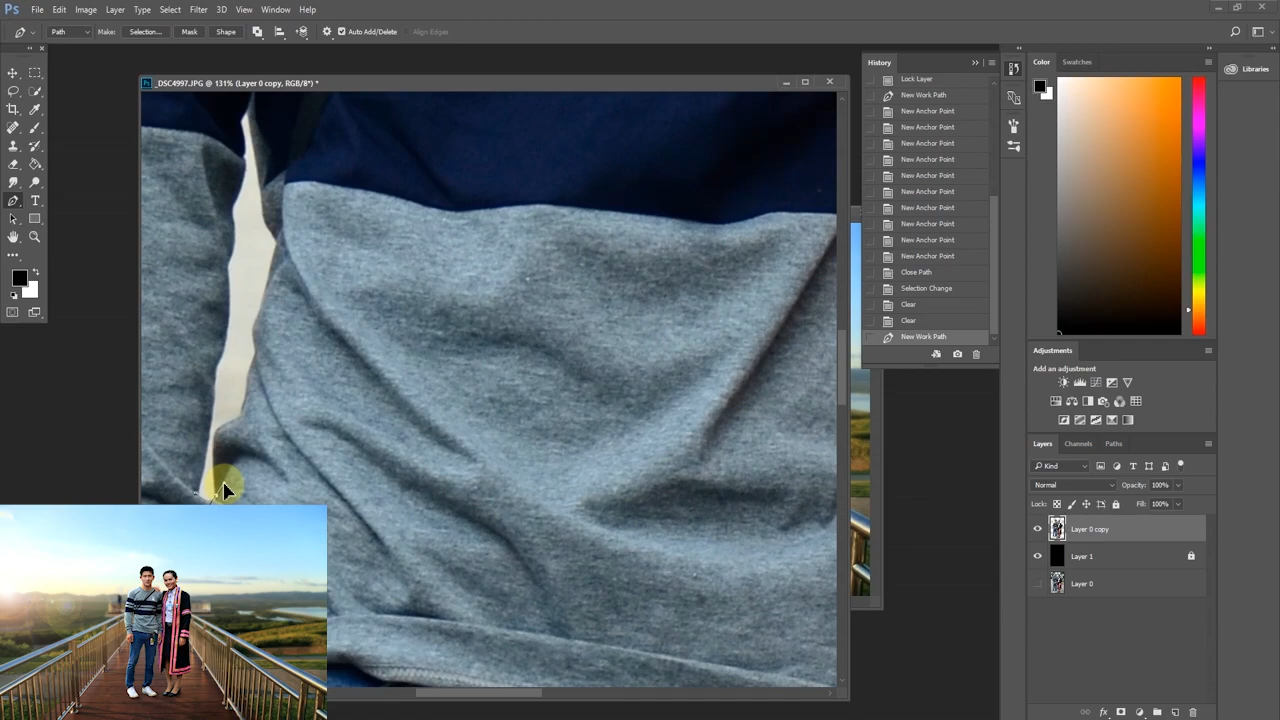 Ps File Edit Image Layer Type Select Filter 3D View Window Help
Path Make: Selection... Mask Shape Auto Add/Delete Align Edges
_DSC4997.JPG @ 131% (Layer 0 copy, RGB/8*) *
History
Lock Layer
New Work Path
New Anchor Point
New Anchor Point
New Anchor Point
New Anchor Point
New Anchor Point
New Anchor Point
New Anchor Point
New Anchor Point
New Anchor Point
New Anchor Point
Close Path
Selection Change
Clear
Clear
New Work Path
Color Swatches
Libraries
Adjustments
Add an adjustment
Layers Channels Paths
Kind
Normal Opacity: 100%
Lock: Fill: 100%
Layer 0 copy
Layer 1
Layer 0
fx